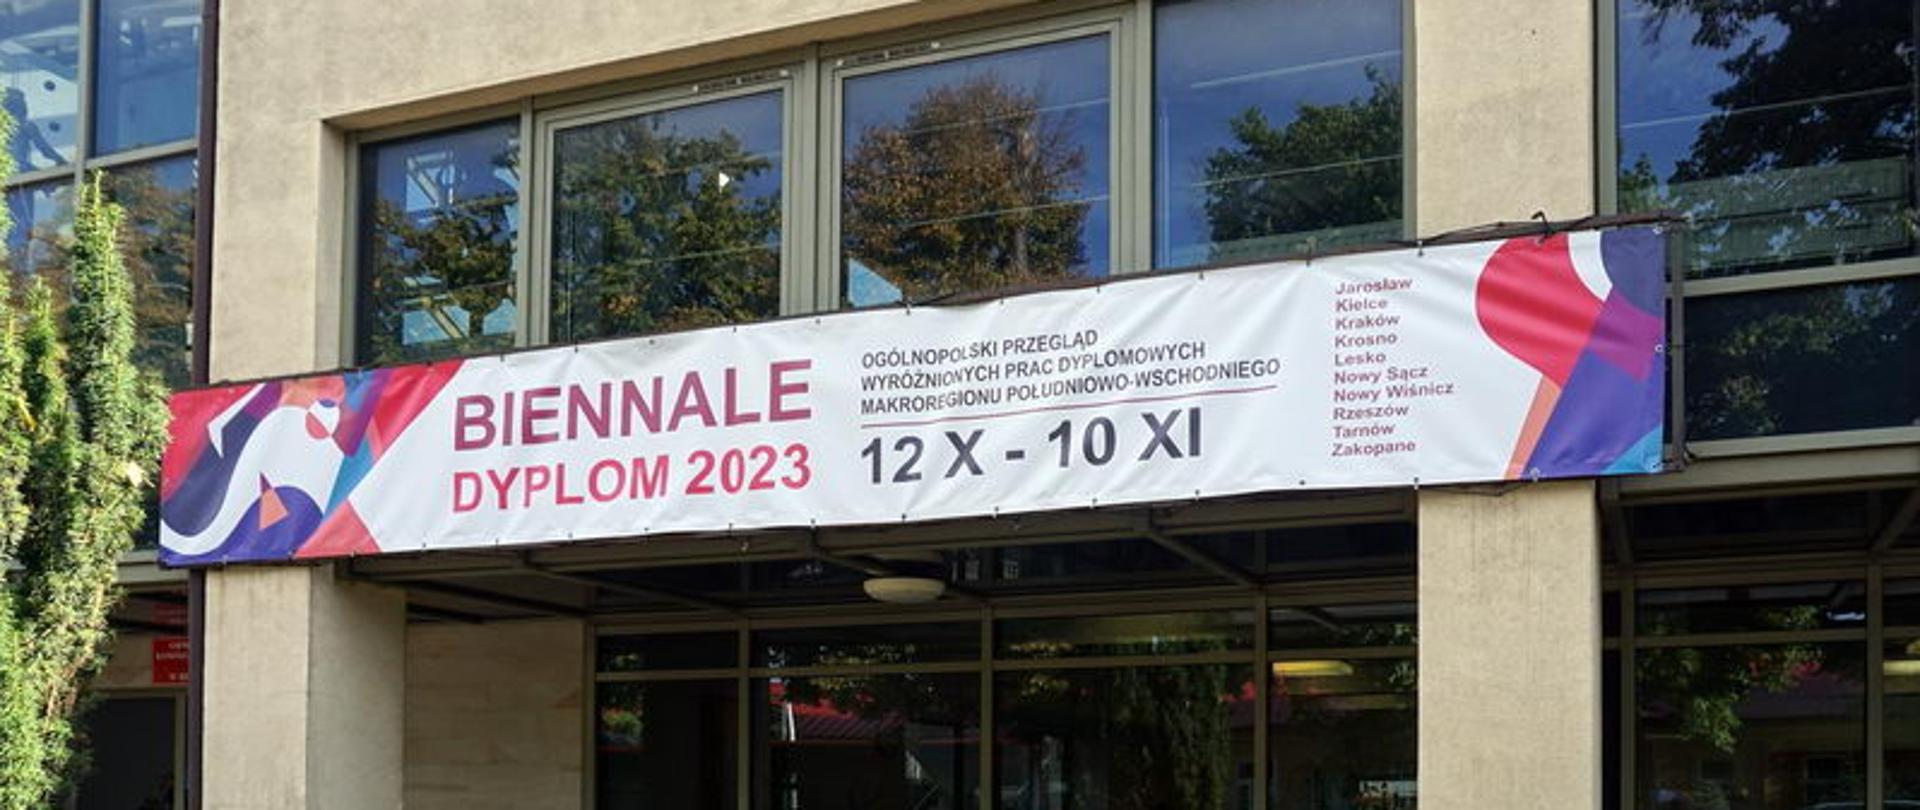 BIENNALE
DYPLOM 2023
OGÓLNOPOLSKI PRZEGLĄD
WYRÓŻNIONYCH PRAC DYPLOMOWYCH
MAKROREGIONU POŁUDNIOWO-WSCHODNIEGO
12 X - 10 XI
Jarosław
Kielce
Kraków
Krosno
Lesko
Nowy Sącz
Nowy Wiśnicz
Rzeszów
Tarnów
Zakopane